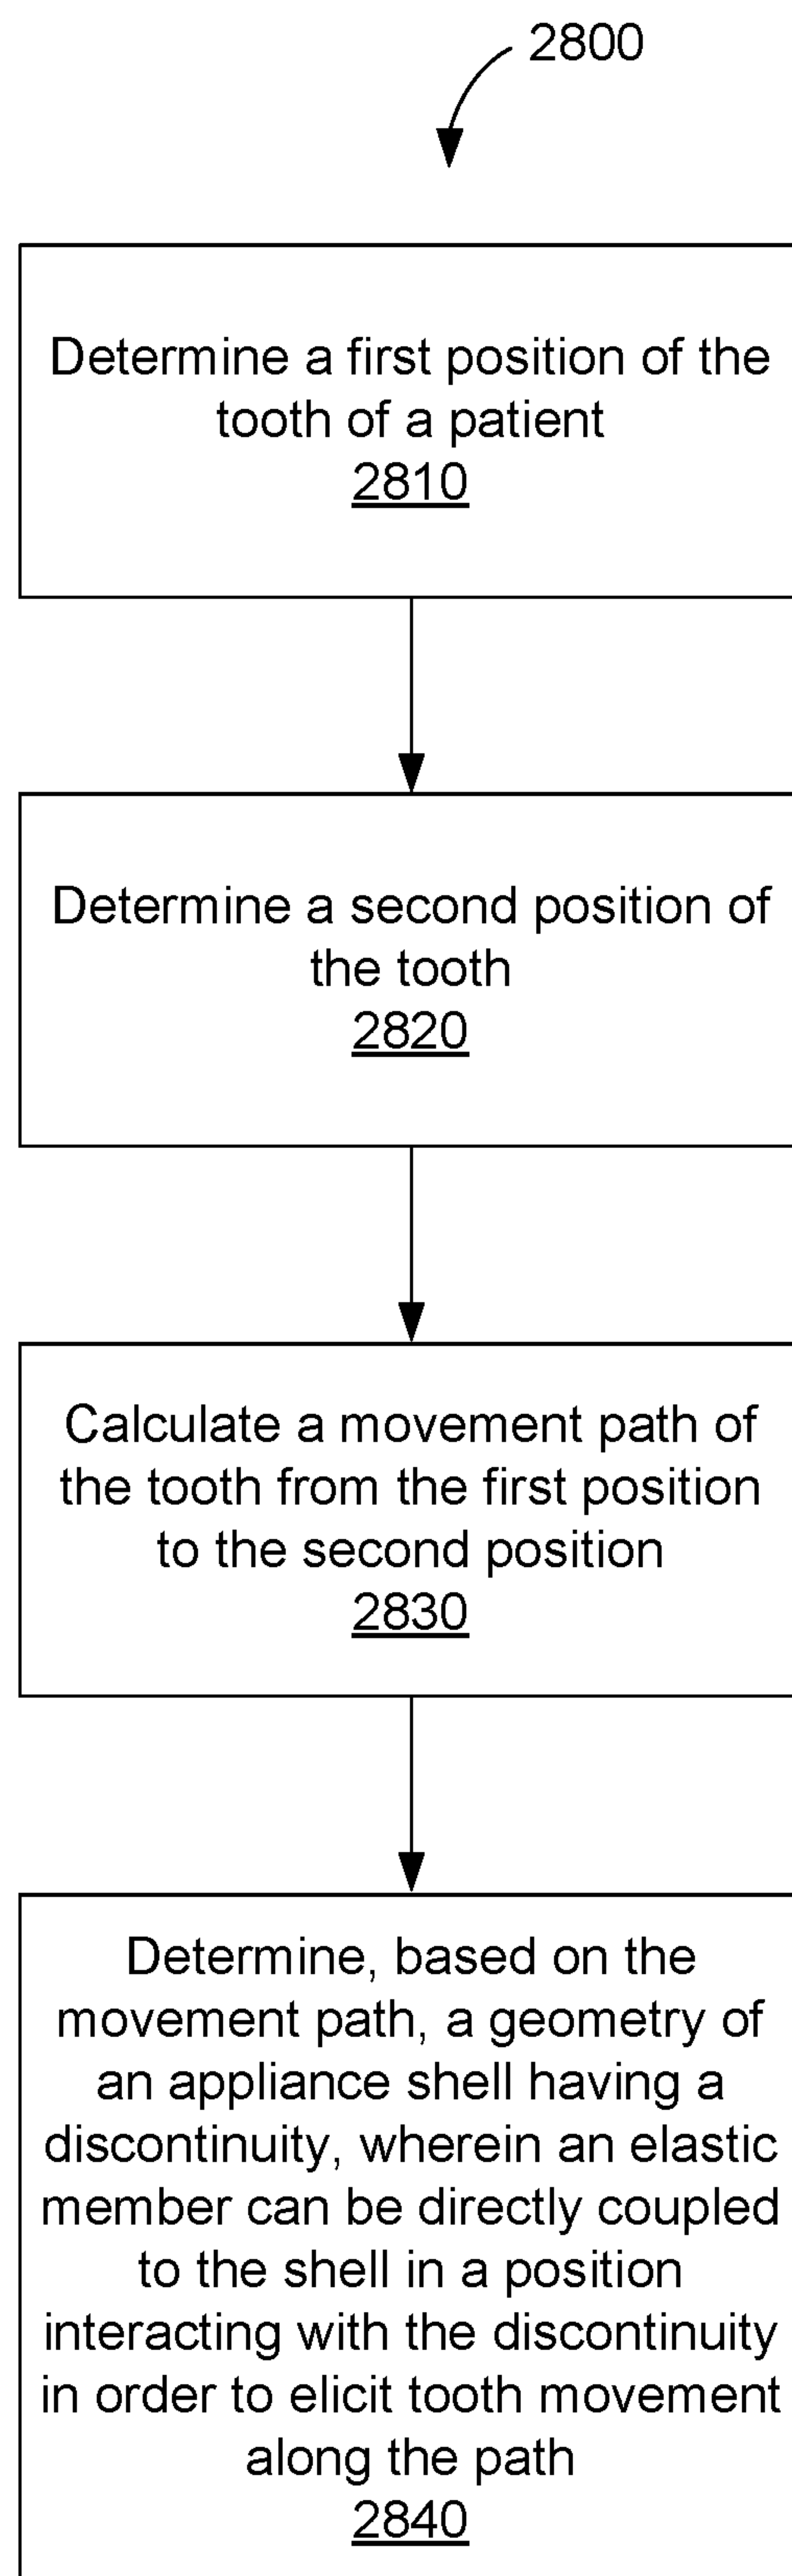 2800
Determine a first position of the
tooth of a patient
2810
Determine a second position of
the tooth
2820
Calculate a movement path of
the tooth from the first position
to the second position
2830
Determine, based on the
movement path, a geometry of
an appliance shell having a
discontinuity, wherein an elastic
member can be directly coupled
to the shell in a position
interacting with the discontinuity
in order to elicit tooth movement
along the path
2840